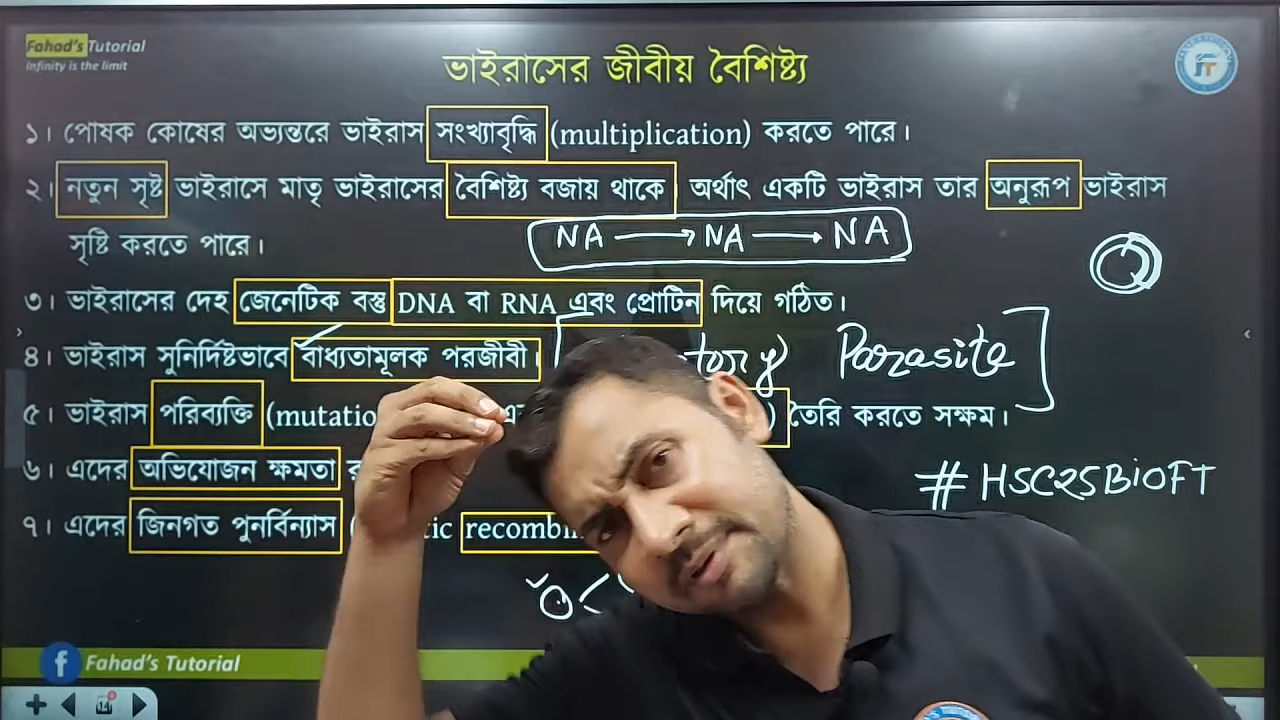 Fahad's Tutorial
Infinity is the limit
ভাইরাসের জীবীয় বৈশিষ্ট্য
১। পোষক কোষের অভ্যন্তরে ভাইরাস সংখ্যাবৃদ্ধি (multiplication) করতে পারে।
২। নতুন সৃষ্ট ভাইরাসে মাতৃ ভাইরাসের বৈশিষ্ট্য বজায় থাকে অর্থাৎ একটি ভাইরাস তার অনুরূপ ভাইরাস
সৃষ্টি করতে পারে।
NA → NA → NA
৩। ভাইরাসের দেহ জেনেটিক বস্তু DNA বা RNA এবং প্রোটিন দিয়ে গঠিত।
৪। ভাইরাস সুনির্দিষ্টভাবে বাধ্যতামূলক পরজীবী।
tory Parasite
৫। ভাইরাস পরিব্যক্তি (mutatio ) তৈরি করতে সক্ষম।
৬। এদের অভিযোজন ক্ষমতা
#HSC25BIOFT
৭। এদের জিনগত পুনর্বিন্যাস tic recombin
Fahad's Tutorial